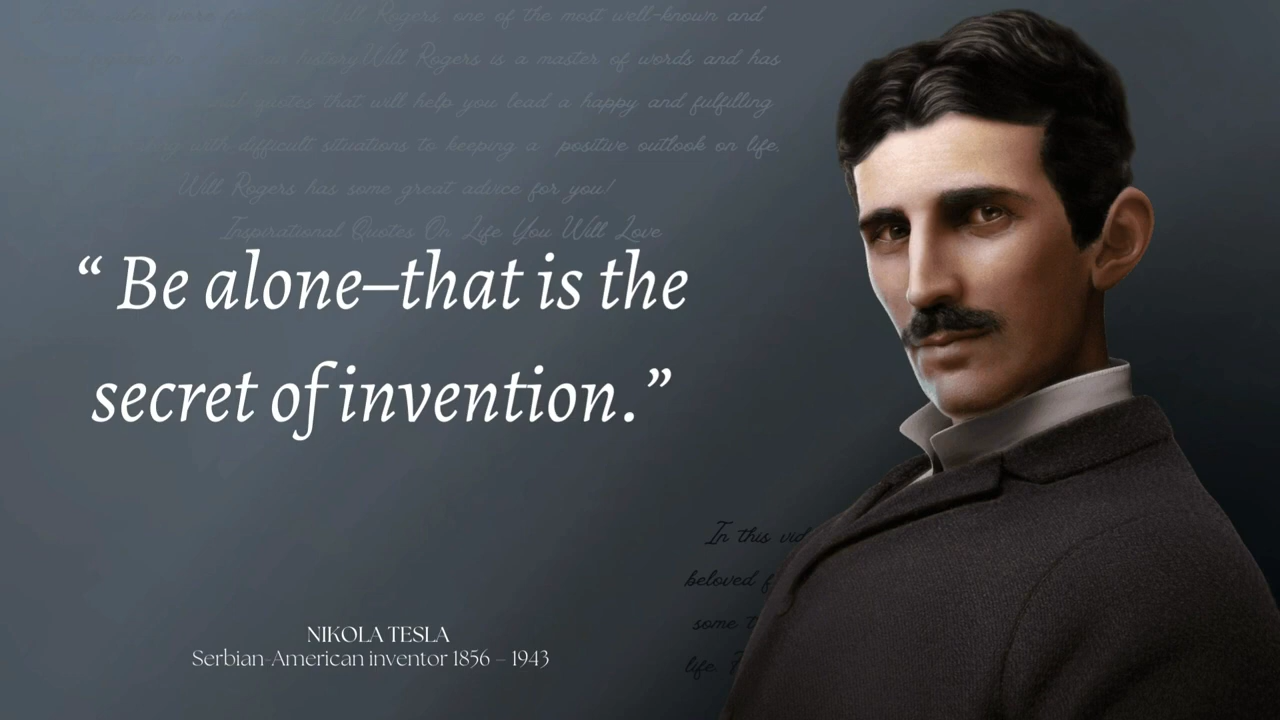 Will Rogers one of the most well-known and
history.Will Rogers is a master of words and has
quotes that will help you lead a happy and fulfilling
with difficult situations to keeping a positive outlook on life,
Will Rogers has some great advice for you!
Inspirational Quotes On Life You Will Love
“ Be alone–that is the
secret of invention.”
In this
beloved
some
life.
NIKOLA TESLA
Serbian-American inventor 1856 – 1943